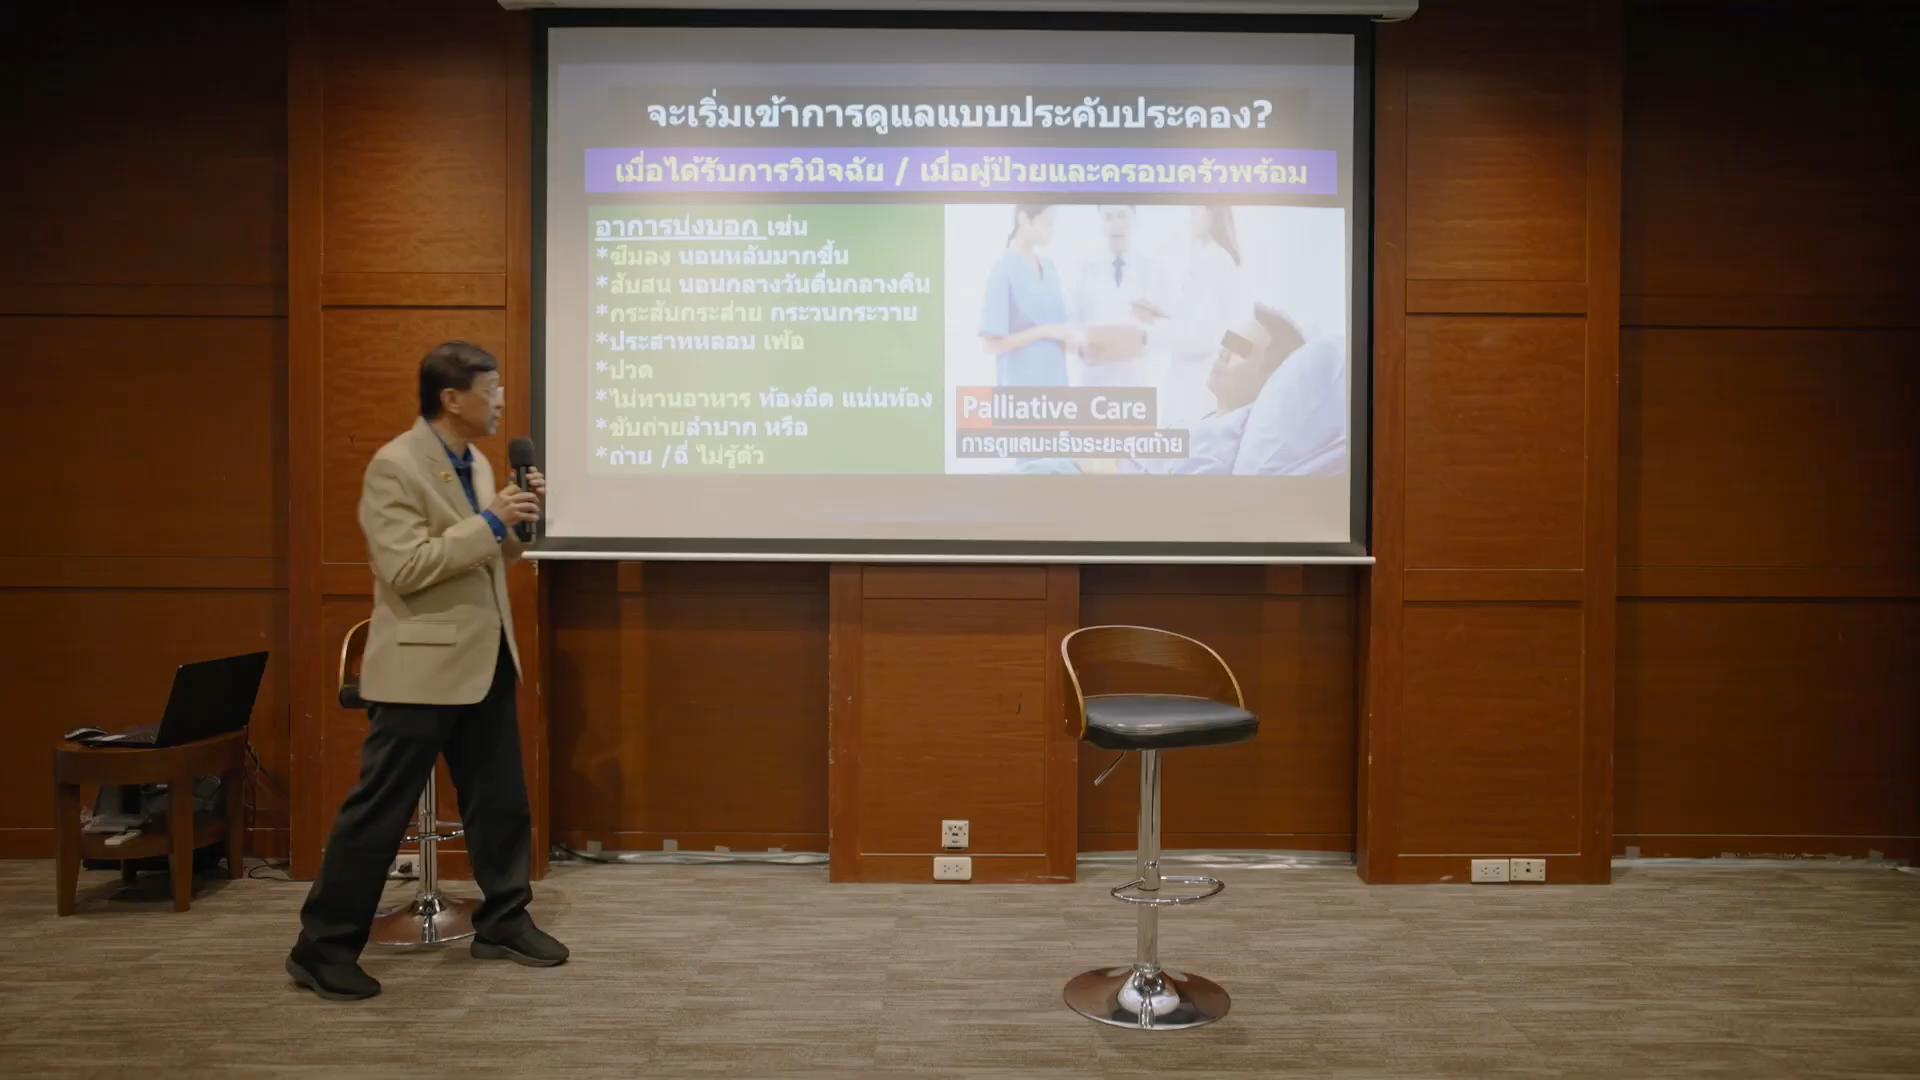 จะเริ่มเข้าการดูแลแบบประคับประคอง?
เมื่อได้รับการวินิจฉัย / เมื่อผู้ป่วยและครอบครัวพร้อม
อาการบ่งบอก เช่น
*ซึมลง นอนหลับมากขึ้น
*สับสน นอนกลางวันตื่นกลางคืน
*กระสับกระส่าย กระวนกระวาย
*ประสาทหลอน เพ้อ
*ปวด
*ไม่ทานอาหาร ท้องอืด แน่นท้อง
*ขับถ่ายลำบาก หรือ
*ถ่าย /ฉี่ ไม่รู้ตัว
Palliative Care
การดูแลมะเร็งระยะสุดท้าย